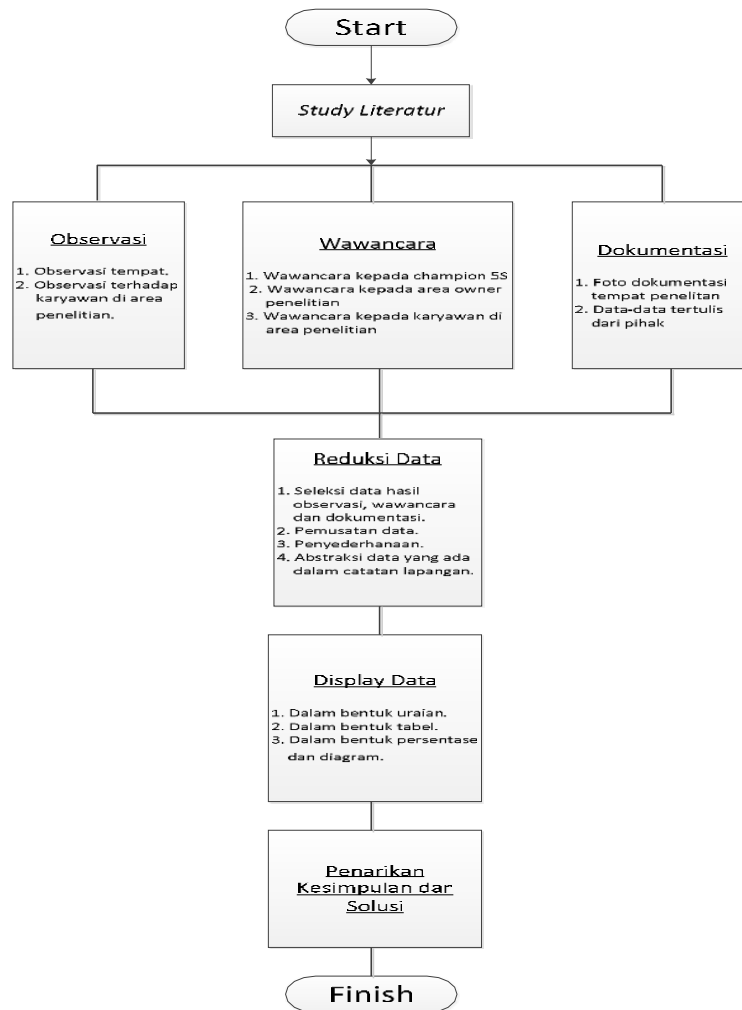 Start
Study Literatur
Observasi
1. Observasi tempat.
2. Observasi terhadap
karyawan di area
penelitian.
Wawancara
1. Wawancara kepada champion 5S
2. Wawancara kepada area owner
penelitian
3. Wawancara kepada karyawan di
area penelitian
Dokumentasi
1. Foto dokumentasi
tempat penelitan
2. Data-data tertulis
dari pihak
Reduksi Data
1. Seleksi data hasil
observasi, wawancara
dan dokumentasi.
2. Pemusatan data.
3. Penyederhanaan.
4. Abstraksi data yang ada
dalam catatan lapangan.
Display Data
1. Dalam bentuk uraian.
2. Dalam bentuk tabel.
3. Dalam bentuk persentase
dan diagram.
Penarikan
Kesimpulan dar
Solusi
Finish